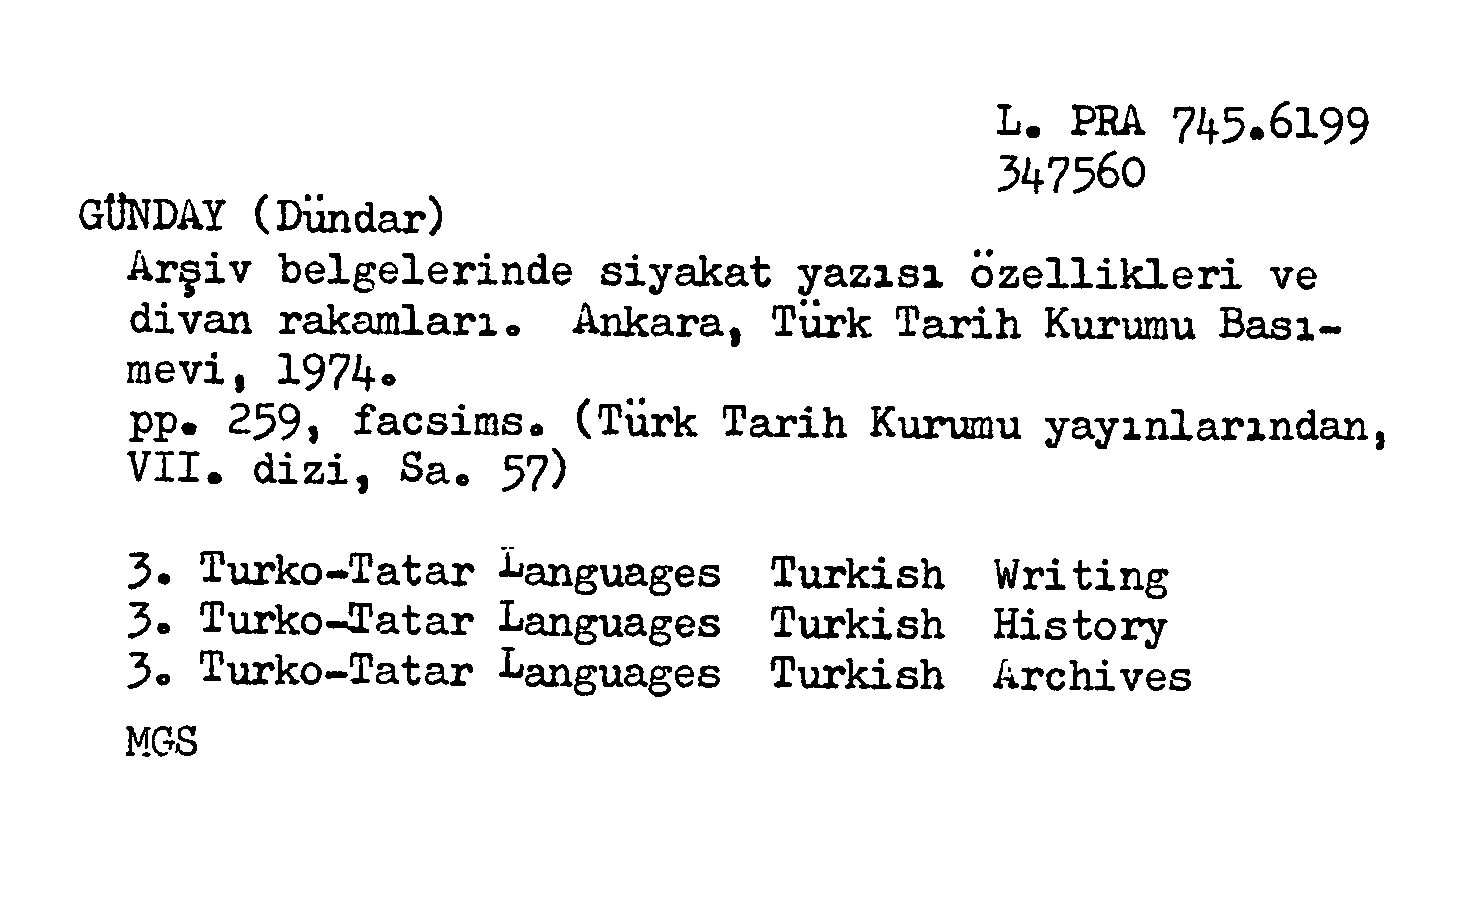 L. PRA 745.6199
347560
GÜNDAY (Dündar)
Arşiv belgelerinde siyakat yazısı özellikleri ve
divan rakamları. Ankara, Türk Tarih Kurumu Bası-
mevi, 1974.
pp. 259, facsims. (Türk Tarih Kurumu yayınlarından,
VII. dizi, Sa. 57)
3. Turko-Tatar Languages Turkish Writing
3. Turko-Tatar Languages Turkish History
3. Turko-Tatar Languages Turkish Archives
MGS